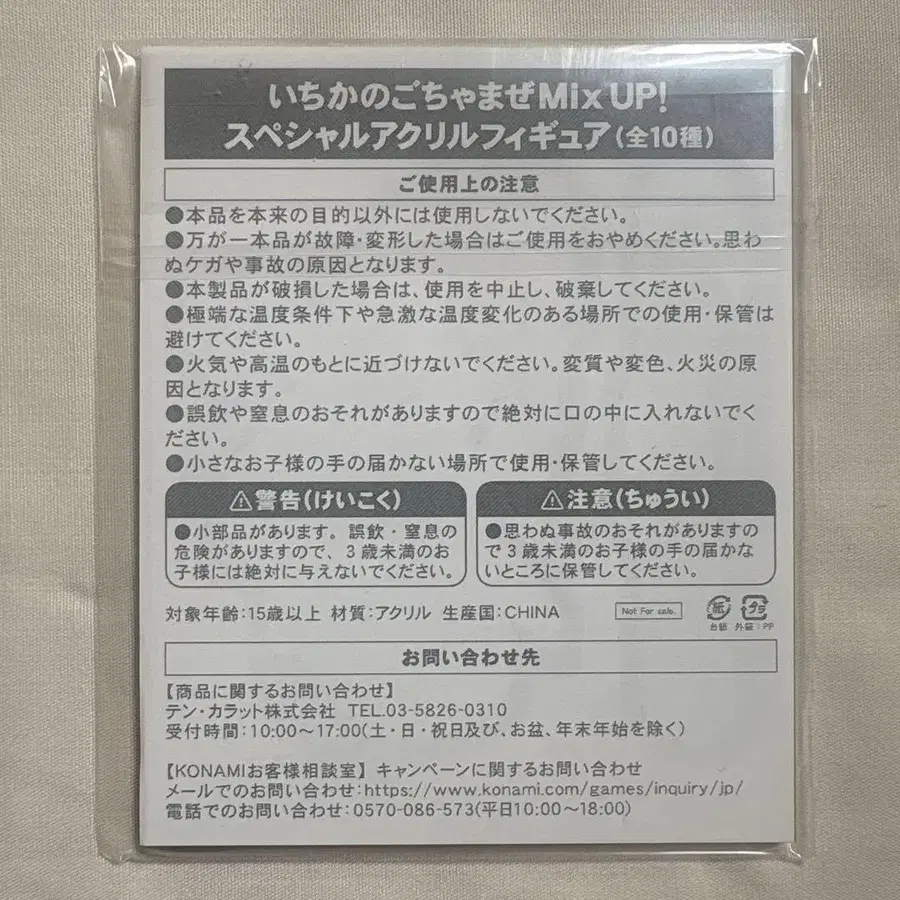 いちかのごちゃまぜMix UP!
スペシャルアクリルフィギュア(全10種)
ご使用上の注意
●本品を本来の目的以外には使用しないでください。
●万が一本品が故障・変形した場合はご使用をおやめください。思わ
ぬケガや事故の原因となります。
●本製品が破損した場合は、使用を中止し、破棄してください。
●極端な温度条件下や急激な温度変化のある場所での使用・保管は
避けてください。
●火気や高温のもとに近づけないでください。変質や変色、火災の原
因となります。
●誤飲や窒息のおそれがありますので絶対に口の中に入れないでく
ださい。
●小さなお子様の手の届かない場所で使用・保管してください。
⚠警告(けいこく)
●小部品があります。誤飲・窒息の
危険がありますので、3歳未満のお
子様には絶対に与えないでください。
⚠注意(ちゅうい)
●思わぬ事故のおそれがありますの
で3歳未満のお子様の手の届かな
いところに保管してください。
対象年齢:15歳以上 材質:アクリル 生産国:CHINA
Not For sale.
紙 プラ
台紙 外袋:PP
お問い合わせ先
【商品に関するお問い合わせ】
テン・カラット株式会社 TEL.03-5826-0310
受付時間:10:00～17:00(土・日・祝日及び、お盆、年末年始を除く)
【KONAMIお客様相談室】 キャンペーンに関するお問い合わせ
メールでのお問い合わせ:https://www.konami.com/games/inquiry/jp/
電話でのお問い合わせ:0570-086-573(平日10:00～18:00)